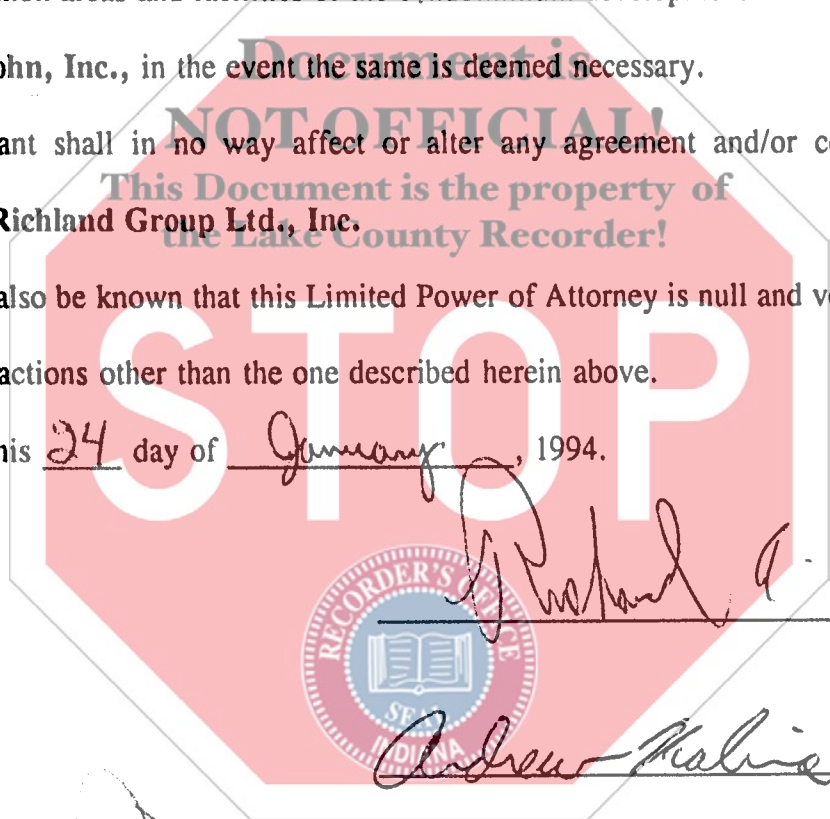 Document is
ohn, Inc., in the event the same is deemed necessary.
NOT OFFICIAL!
ant shall in no way affect or alter any agreement and/or c
This Document is the property of
Richland Group Ltd., Inc.
the Lake County Recorder!
also be known that this Limited Power of Attorney is null and v
STOP
actions other than the one described herein above.
his 24 day of January, 1994.
Richard A.
RECORDER'S OFFICE
SEAL
INDIANA
Andrew